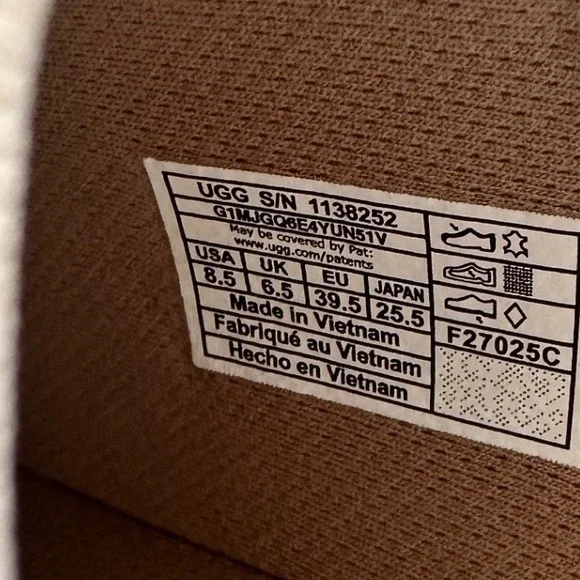 UGG S/N 1138252
G1MJGQ6E4YUN51V
May be covered by Pat:
www.ugg.com/patents
USA UK EU JAPAN
8.5 6.5 39.5 25.5
Made in Vietnam
Fabriqué au Vietnam
Hecho en Vietnam
F27025C